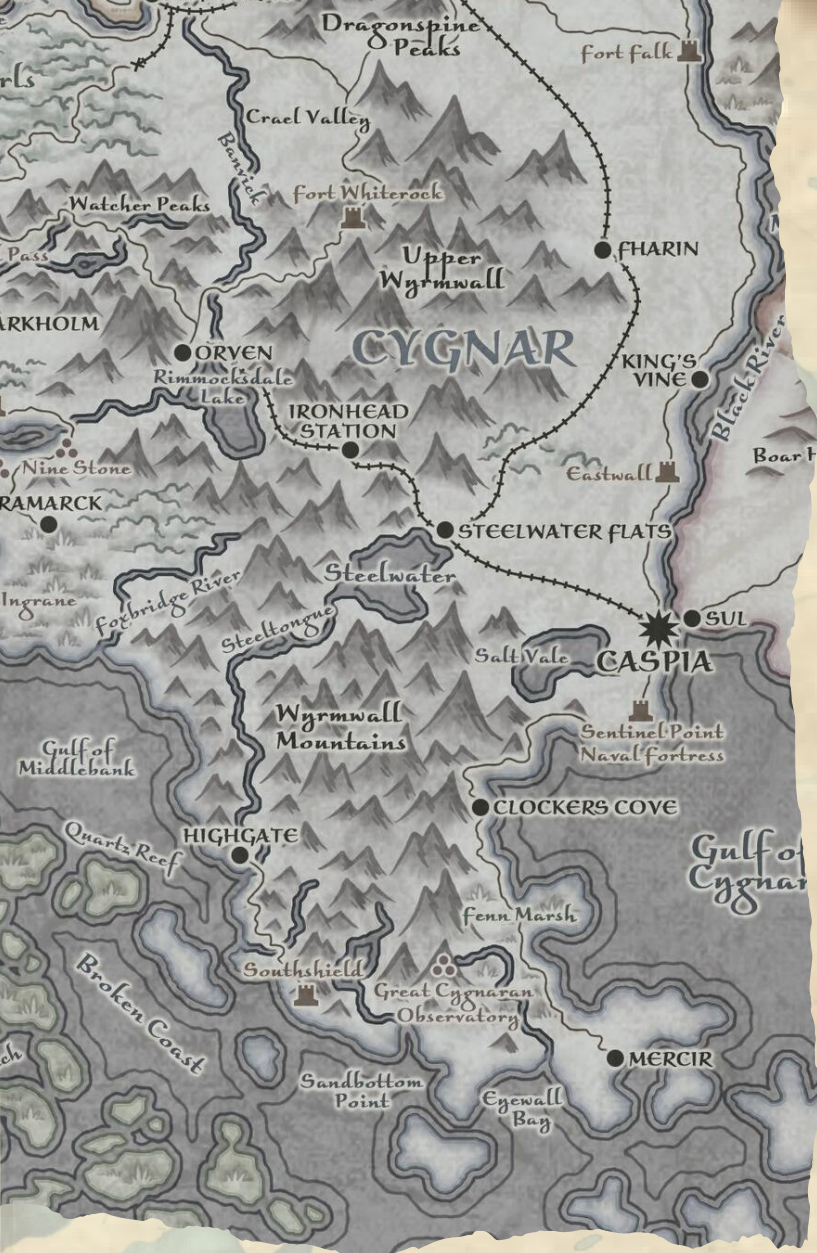 Dragonspine
Peaks
Fort Falk
rls
Crael Valley
Banwick
Fort Whiterock
Watcher Peaks
Pass
Upper
Wyrmwall
FHARIN
ARKHOLM
CYGNAR
ORVEN
Rimmocksdale
Lake
KING'S
VINE
Black River
IRONHEAD
STATION
Nine Stone
Eastwall
Boar H
RAMARCK
STEELWATER FLATS
Steelwater
Ingrane
Foxbridge River
Steeltongue
SUL
Salt Vale
CASPIA
Wyrmwall
Mountains
Sentinel Point
Naval Fortress
Gulf of
Middlebank
CLOCKERS COVE
Quartz Reef
HIGHGATE
Gulf of
Cygnar
Fenn Marsh
Broken Coast
Southshield
Great Cygnaran
Observatory
ch
MERCIR
Sandbottom
Point
Eyewall
Bay